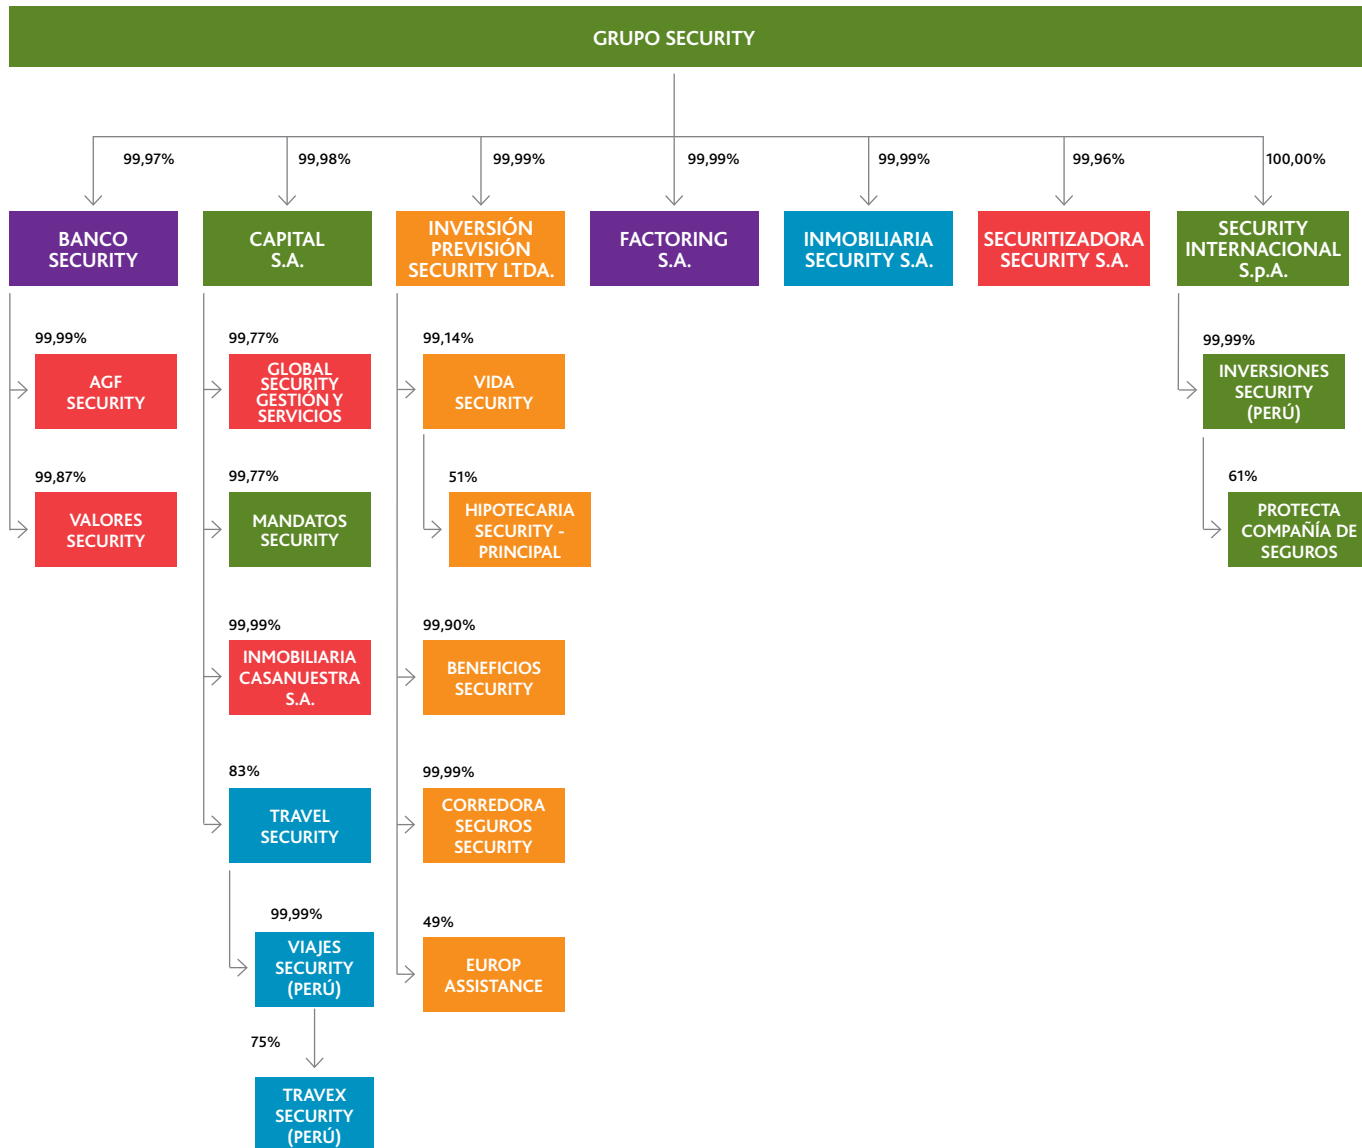 GRUPO SECURITY
99,97%
99,98%
99,99%
99,99%
99,99%
99,96%
100,00%
BANCO
SECURITY
CAPITAL
S.A.
INVERSIÓN
PREVISIÓN
SECURITY LTDA.
FACTORING
S.A.
INMOBILIARIA
SECURITY S.A.
SECURITIZADORA
SECURITY S.A.
SECURITY
INTERNACIONAL
S.p.A.
99,99%
AGF
SECURITY
99,87%
VALORES
SECURITY
99,77%
GLOBAL
SECURITY
GESTIÓN Y
SERVICIOS
99,77%
MANDATOS
SECURITY
99,99%
INMOBILIARIA
CASANUESTRA
S.A.
83%
TRAVEL
SECURITY
99,99%
VIAJES
SECURITY
(PERÚ)
75%
TRAVEX
SECURITY
(PERÚ)
99,14%
VIDA
SECURITY
51%
HIPOTECARIA
SECURITY -
PRINCIPAL
99,90%
BENEFICIOS
SECURITY
99,99%
CORREDORA
SEGUROS
SECURITY
49%
EUROP
ASSISTANCE
99,99%
INVERSIONES
SECURITY
(PERÚ)
61%
PROTECTA
COMPAÑÍA DE
SEGUROS